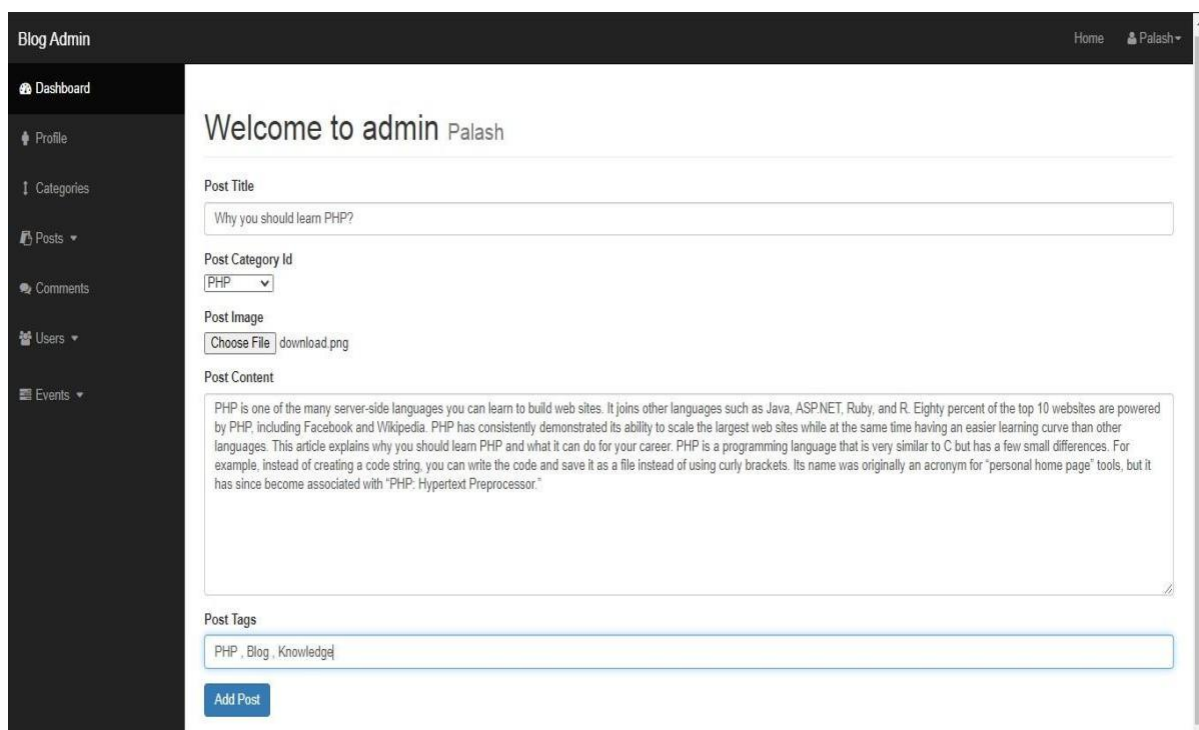 Blog Admin
Home Palash
Dashboard
Profile
Categories
Posts
Comments
Users
Events
Welcome to admin Palash
Post Title
Why you should learn PHP?
Post Category Id
PHP
Post Image
Choose File download.png
Post Content
PHP is one of the many server-side languages you can learn to build web sites. It joins other languages such as Java, ASP.NET, Ruby, and R. Eighty percent of the top 10 websites are powered
by PHP, including Facebook and Wikipedia. PHP has consistently demonstrated its ability to scale the largest web sites while at the same time having an easier learning curve than other
languages. This article explains why you should learn PHP and what it can do for your career. PHP is a programming language that is very similar to C but has a few small differences. For
example, instead of creating a code string, you can write the code and save it as a file instead of using curly brackets. Its name was originally an acronym for “personal home page” tools, but it
has since become associated with “PHP: Hypertext Preprocessor.”
Post Tags
PHP , Blog , Knowledge
Add Post